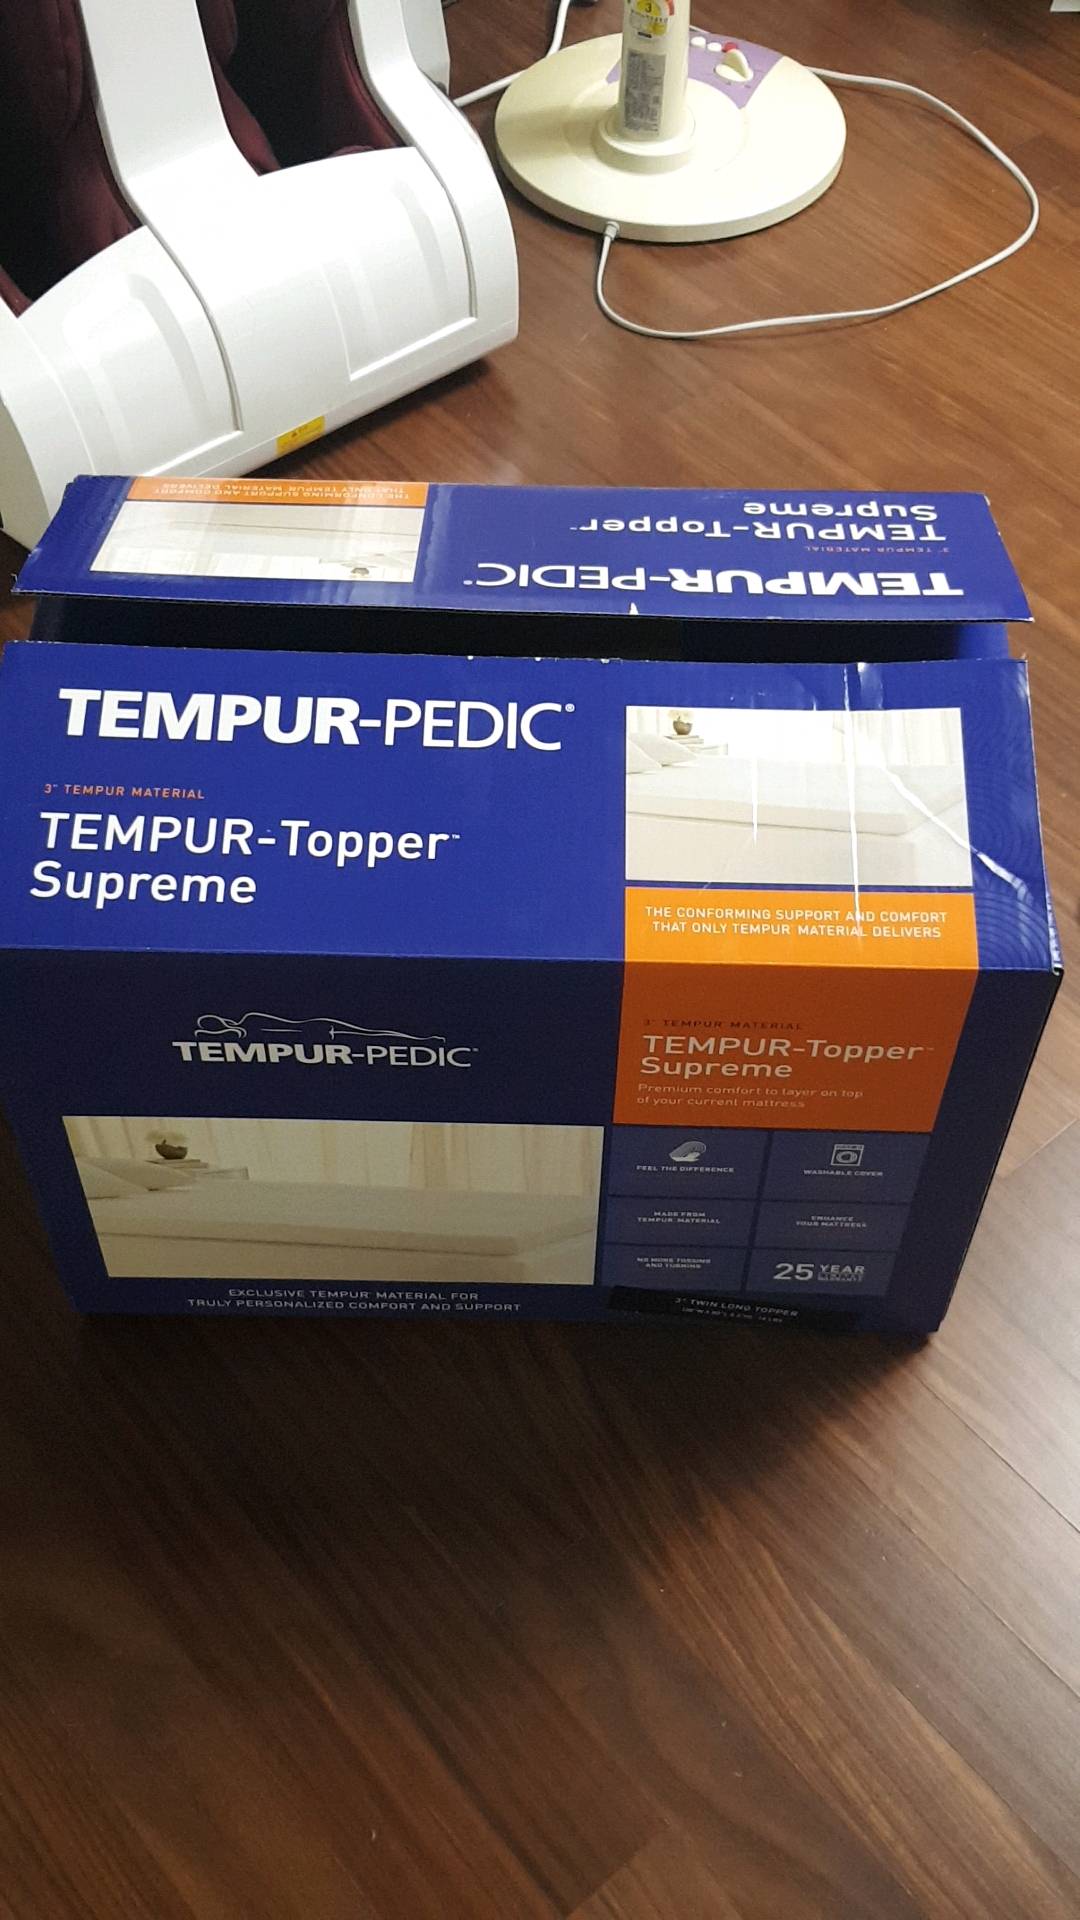 3
THE CONFORMING SUPPORT AND COMFORT
THAT ONLY TEMPUR MATERIAL DELIVERS
TEMPUR-PEDIC®
3" TEMPUR MATERIAL
TEMPUR-Topper™
Supreme
TEMPUR-PEDIC®
3" TEMPUR MATERIAL
TEMPUR-Topper™
Supreme
THE CONFORMING SUPPORT AND COMFORT
THAT ONLY TEMPUR MATERIAL DELIVERS
TEMPUR-PEDIC®
3" TEMPUR MATERIAL
TEMPUR-Topper™
Supreme
Premium comfort to layer on top
of your current mattress
FEEL THE DIFFERENCE
WASHABLE COVER
MADE FROM
TEMPUR MATERIAL
ENHANCE
YOUR MATTRESS
NO MORE TOSSING
AND TURNING
25 YEAR
EXCLUSIVE TEMPUR MATERIAL FOR
TRULY PERSONALIZED COMFORT AND SUPPORT
3" TWIN LONG TOPPER